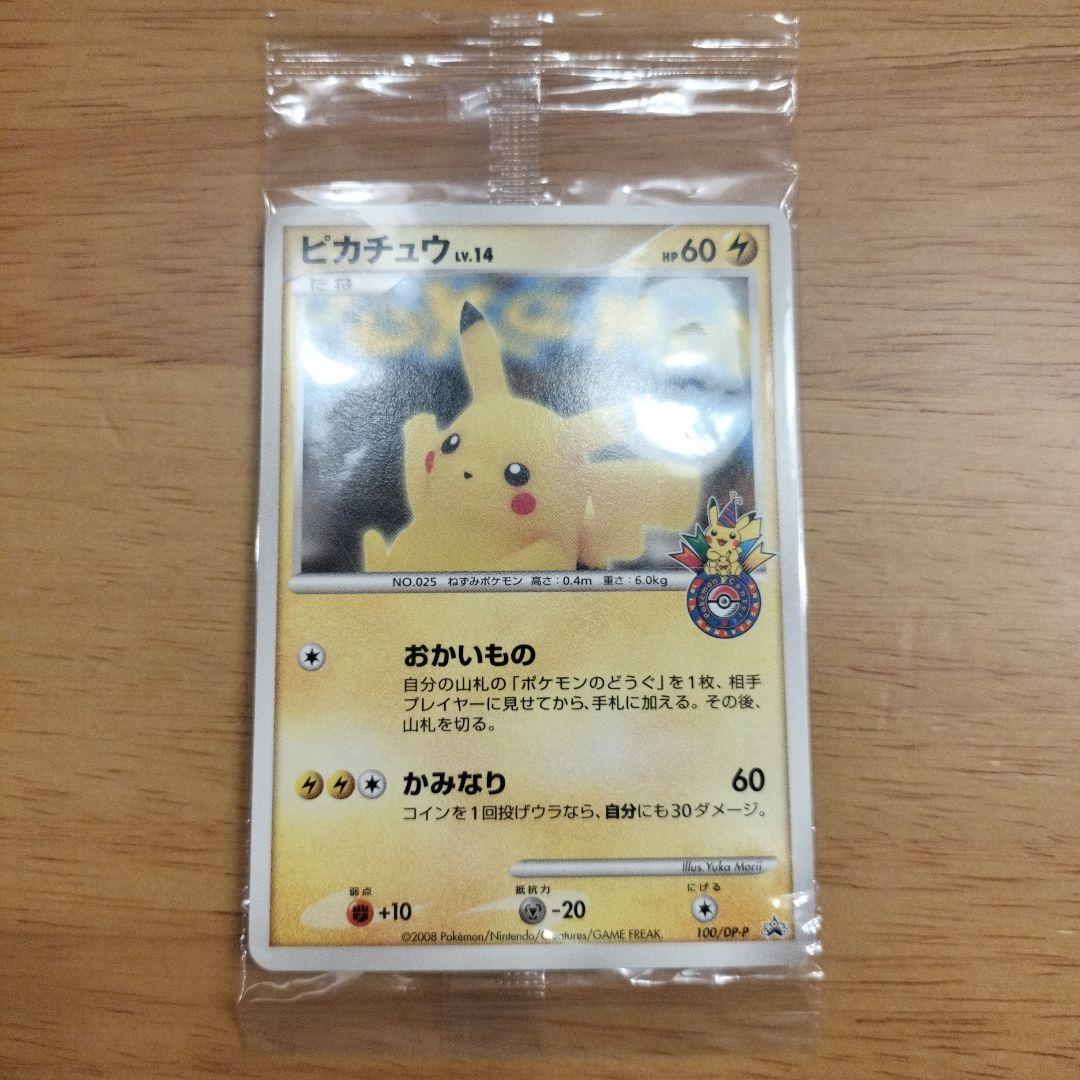 ピカチュウ LV.14
HP 60
たね
NO.025 ねずみポケモン 高さ:0.4m 重さ:6.0kg
Pokémon Center
おかいもの
自分の山札の「ポケモンのどうぐ」を1枚、相手
プレイヤーに見せてから、手札に加える。その後、
山札を切る。
かみなり 60
コインを1回投げウラなら、自分にも30ダメージ。
Illus. Yuka Morii
弱点 抵抗力 にげる
+10 -20
©2008 Pokémon/Nintendo/Creatures/GAME FREAK. 100/DP-P